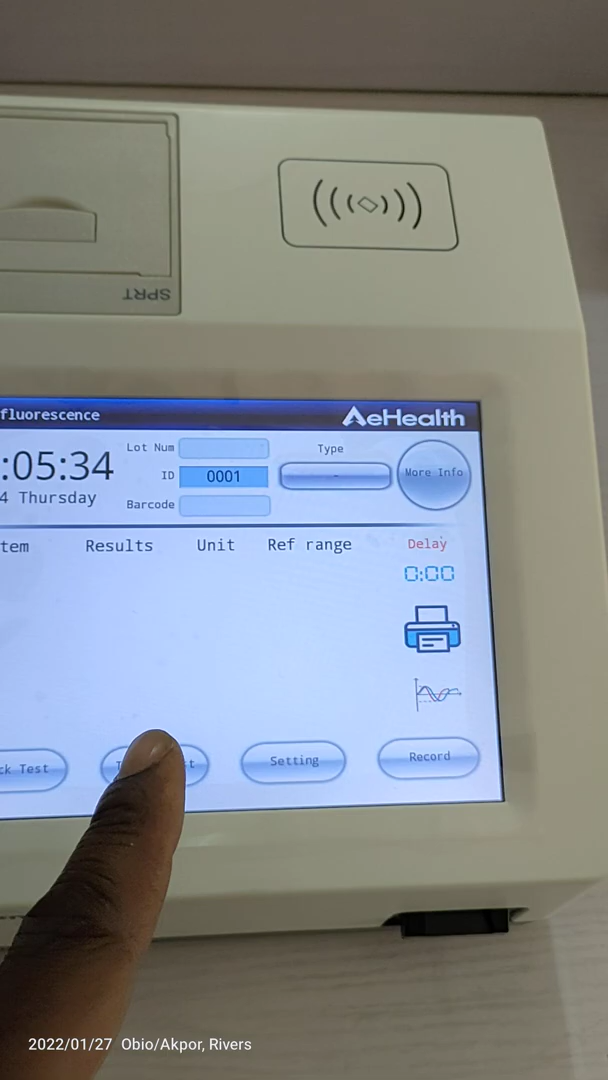 SPRT
fluorescence
AeHealth
:05:34
4 Thursday
Lot Num
ID 0001
Barcode
Type
-
More Info
tem Results Unit Ref range Delay
0:00
ck Test
T
t
Setting
Record
2022/01/27 Obio/Akpor, Rivers